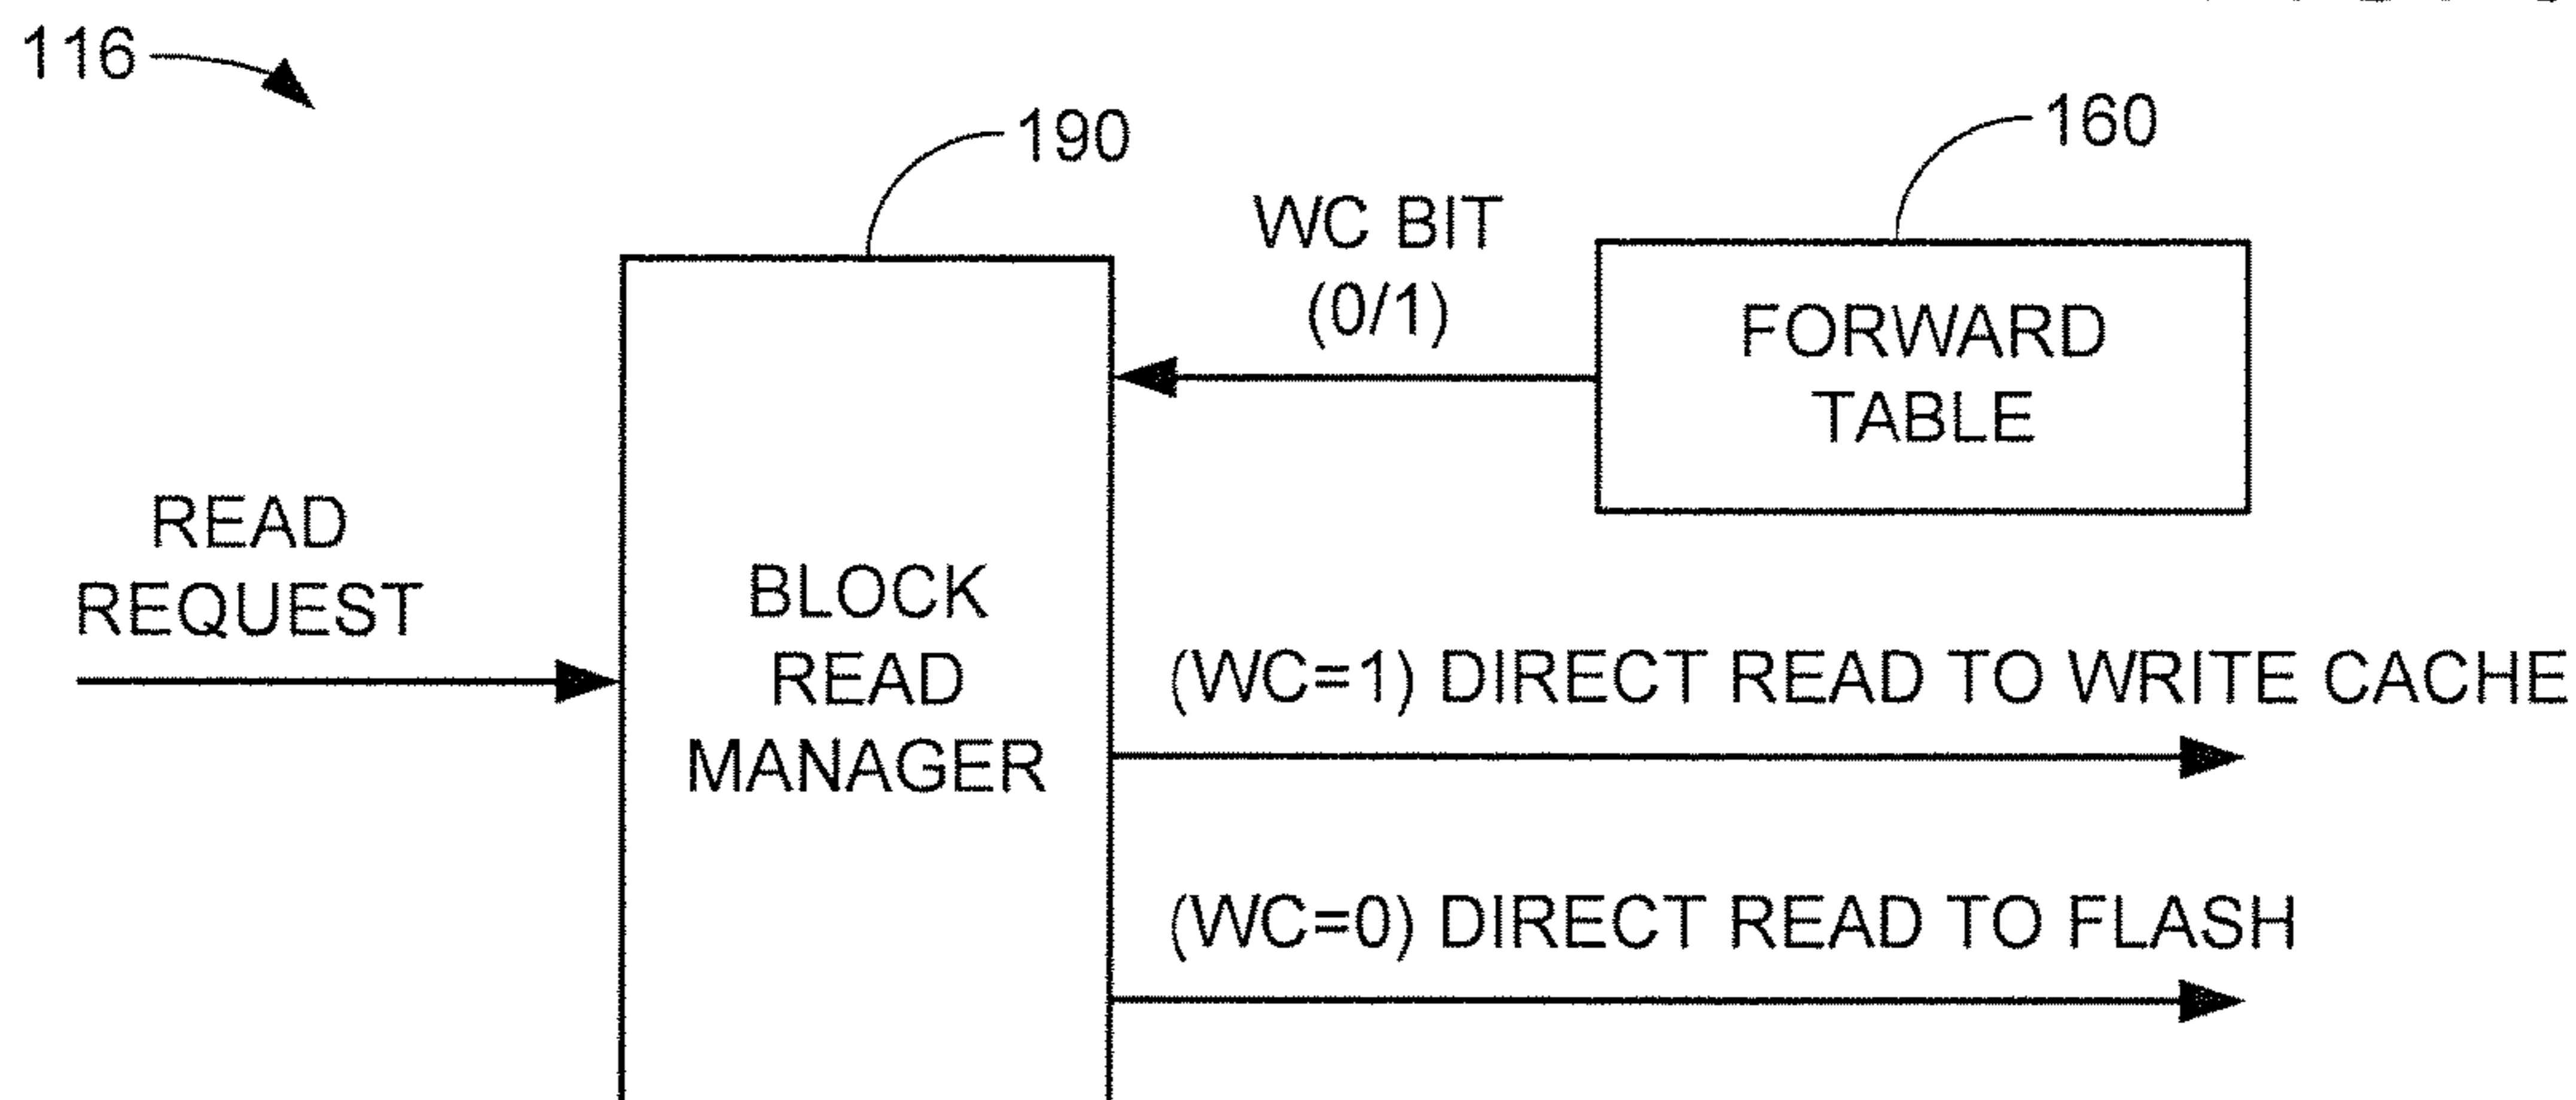 116
190
160
WC BIT
(0/1)
FORWARD
TABLE
READ
REQUEST
BLOCK
READ
MANAGER
(WC=1) DIRECT READ TO WRITE CACHE
(WC=0) DIRECT READ TO FLASH